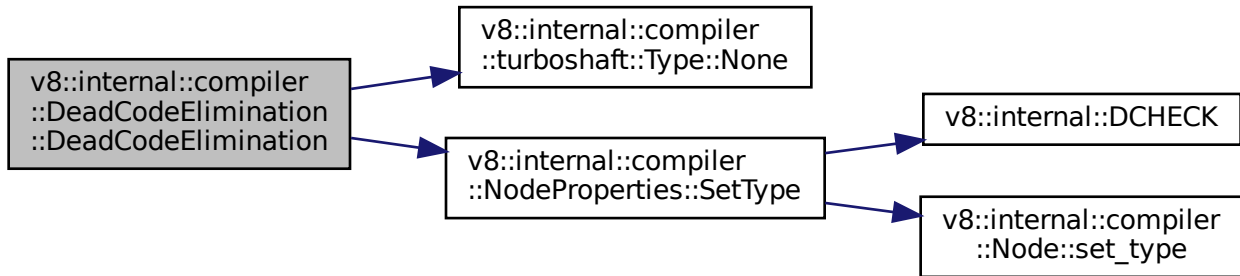 v8::internal::compiler
::DeadCodeElimination
::DeadCodeElimination
v8::internal::compiler
::turboshaft::Type::None
v8::internal::compiler
::NodeProperties::SetType
v8::internal::DCHECK
v8::internal::compiler
::Node::set_type